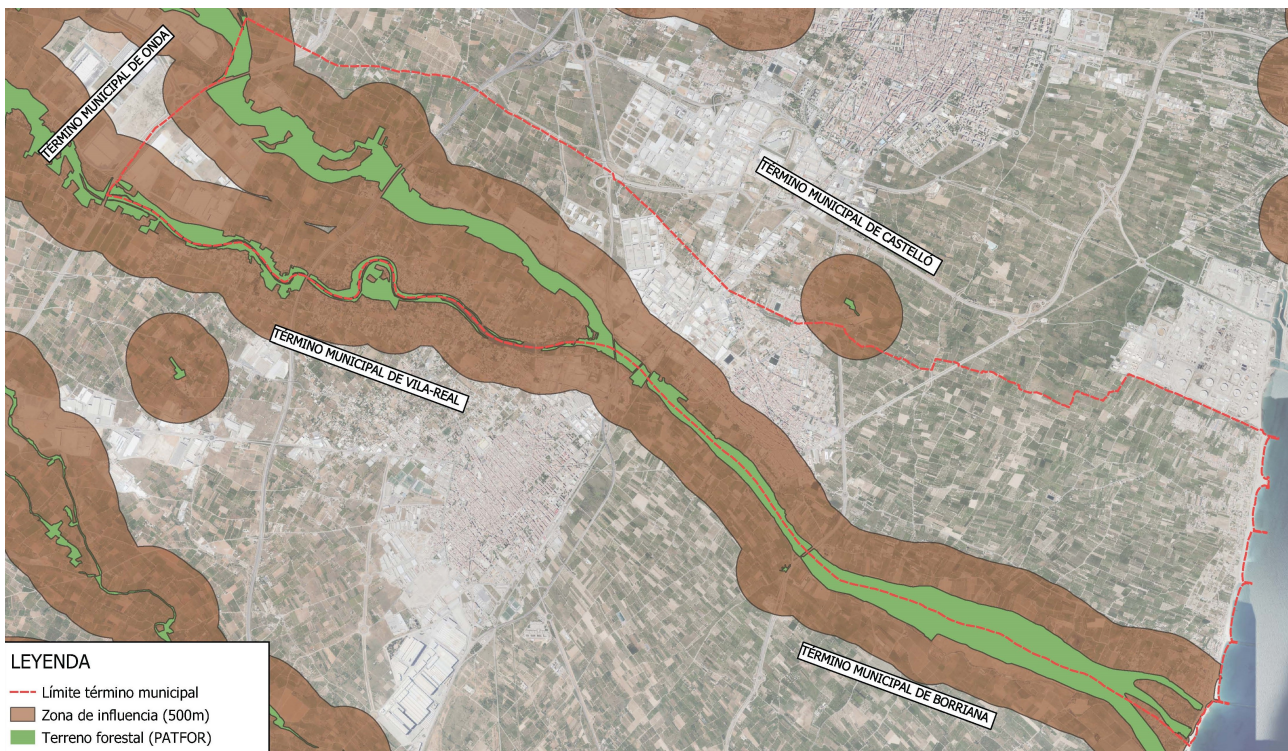 TÉRMINO MUNICIPAL DE ONDA
TÉRMINO MUNICIPAL DE CASTELLÓ
TÉRMINO MUNICIPAL DE VILA-REAL
TÉRMINO MUNICIPAL DE BORRIANA
LEYENDA
Límite término municipal
Zona de influencia (500m)
Terreno forestal (PATFOR)